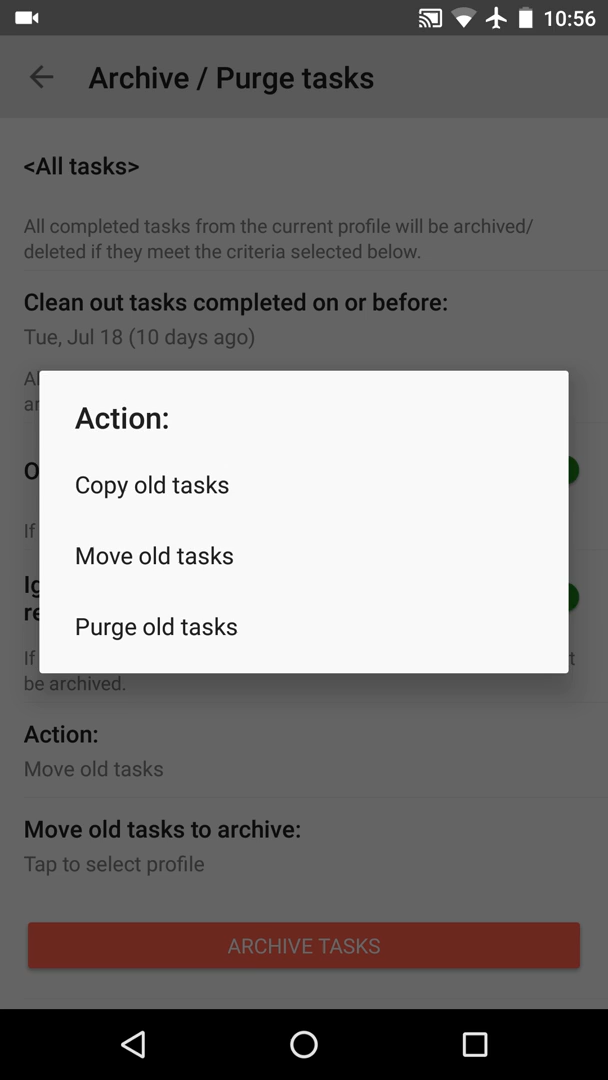 10:56
Archive / Purge tasks
<All tasks>
All completed tasks from the current profile will be archived/
deleted if they meet the criteria selected below.
Clean out tasks completed on or before:
Tue, Jul 18 (10 days ago)
Action:
Copy old tasks
Move old tasks
Purge old tasks
If
If
be archived.
Action:
Move old tasks
Move old tasks to archive:
Tap to select profile
ARCHIVE TASKS